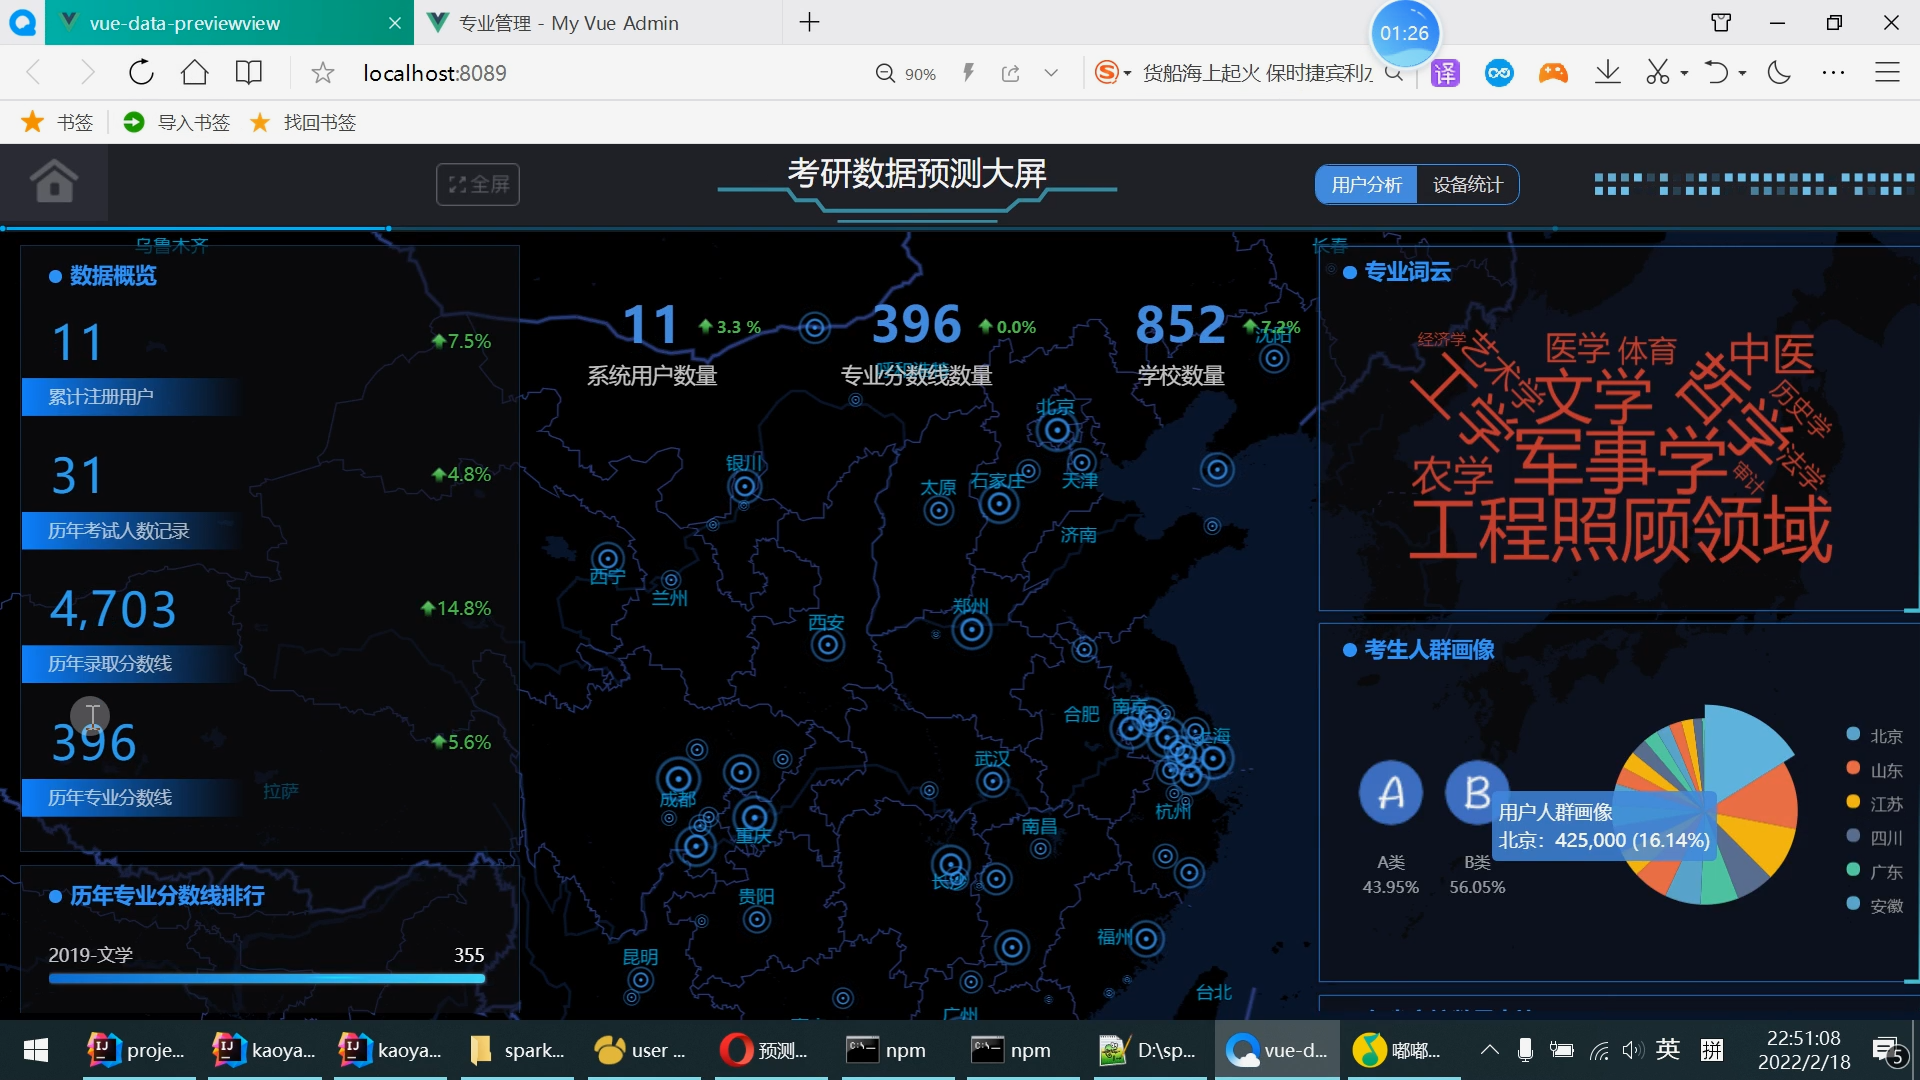 vue-data-previewview
专业管理 - My Vue Admin
01:26
localhost:8089
90%
货船海上起火 保时捷宾利
译
书签
导入书签
找回书签
全屏
考研数据预测大屏
用户分析
设备统计
乌鲁木齐
长春
数据概览
11
7.5%
累计注册用户
31
4.8%
历年考试人数记录
4,703
14.8%
历年录取分数线
396
5.6%
历年专业分数线
拉萨
历年专业分数线排行
2019-文学
355
11
3.3 %
系统用户数量
396
0.0%
专业分数线数量
852
7.2%
学校数量
沈阳
北京
银川
太原
石家庄
天津
济南
西宁
兰州
西安
郑州
合肥
南京
上海
武汉
成都
重庆
杭州
南昌
长沙
贵阳
福州
昆明
台北
广州
专业词云
经济学
艺术学
医学
体育
中医
工学
文学
哲学
历史学
农学
军事学
审计
法学
工程照顾领域
考生人群画像
A
B
A类
43.95%
B类
56.05%
用户人群画像
北京: 425,000 (16.14%)
北京
山东
江苏
四川
广东
安徽
proje...
kaoya...
kaoya...
spark...
user ...
预测...
npm
npm
D:\sp...
vue-d...
嘟嘟...
英
拼
22:51:08
2022/2/18
5